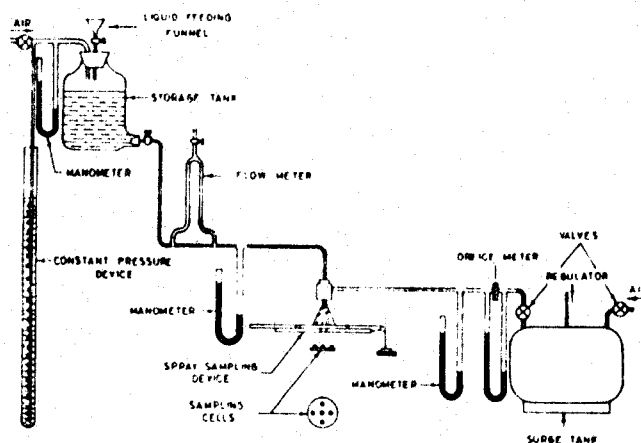 AIR
LIQUID FEEDING
FUNNEL
STORAGE TANK
MANOMETER
FLOW METER
CONSTANT PRESSURE
DEVICE
MANOMETER
SPRAY SAMPLING
DEVICE
SAMPLING
CELLS
VALVES
ORIFICE METER
REGULATOR
MANOMETER
SURGE TANK